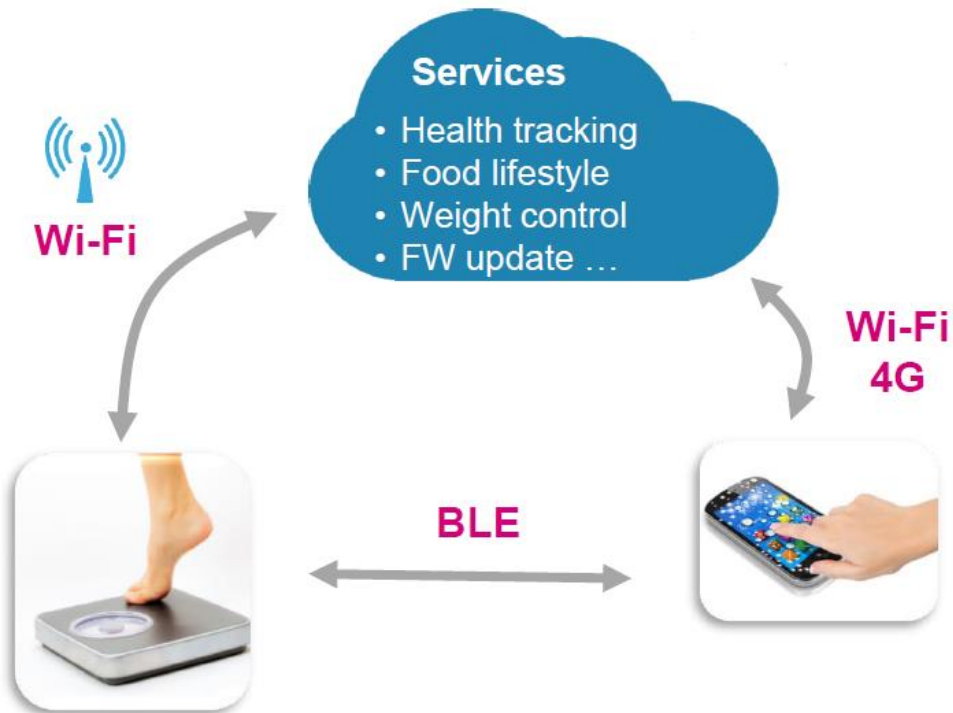 Services
• Health tracking
• Food lifestyle
• Weight control
• FW update …
Wi-Fi
Wi-Fi
4G
BLE